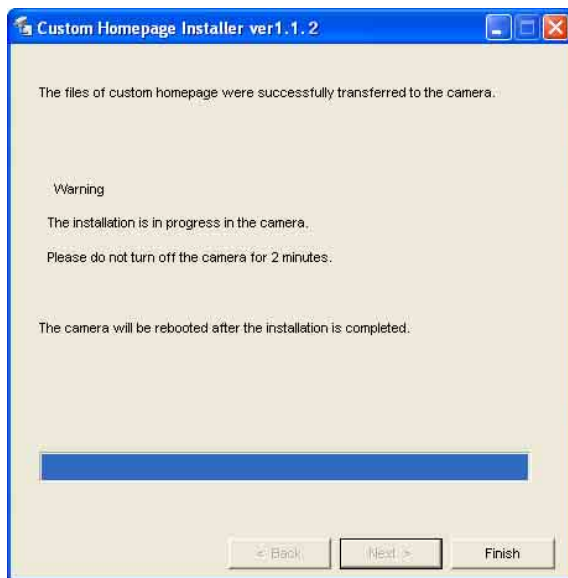 Custom Homepage Installer ver1.1.2
The files of custom homepage were successfully transferred to the camera.
Warning
The installation is in progress in the camera.
Please do not turn off the camera for 2 minutes.
The camera will be rebooted after the installation is completed.
< Back Next > Finish